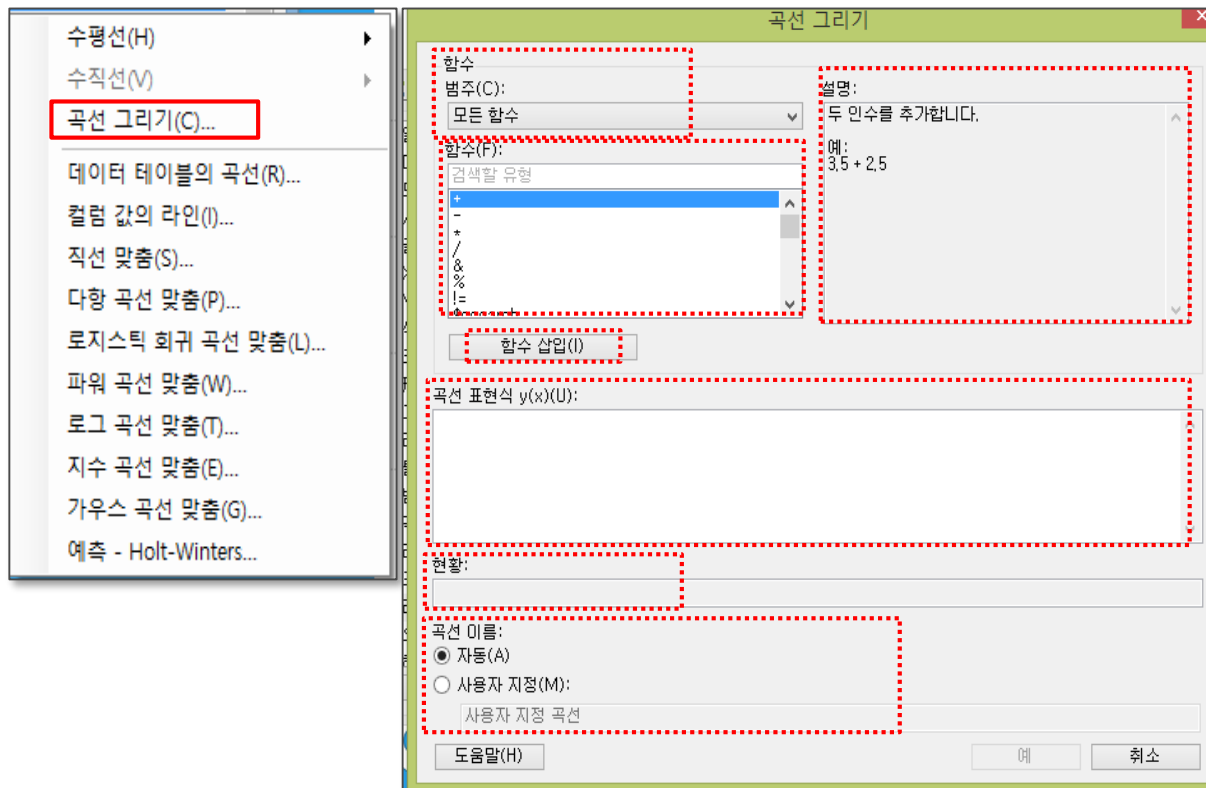 수평선(H)
수직선(V)
곡선 그리기(C)...
데이터 테이블의 곡선(R)...
컬럼 값의 라인(I)...
직선 맞춤(S)...
다항 곡선 맞춤(P)...
로지스틱 회귀 곡선 맞춤(L)...
파워 곡선 맞춤(W)...
로그 곡선 맞춤(T)...
지수 곡선 맞춤(E)...
가우스 곡선 맞춤(G)...
예측 - Holt-Winters...
곡선 그리기
함수
범주(C):
모든 함수
함수(F):
검색할 유형
+
-
*
/
&
%
!=
함수 삽입(I)
설명:
두 인수를 추가합니다.
예:
3.5 + 2.5
곡선 표현식 y(x)(U):
현황:
곡선 이름:
자동(A)
사용자 지정(M):
사용자 지정 곡선
도움말(H)
예
취소